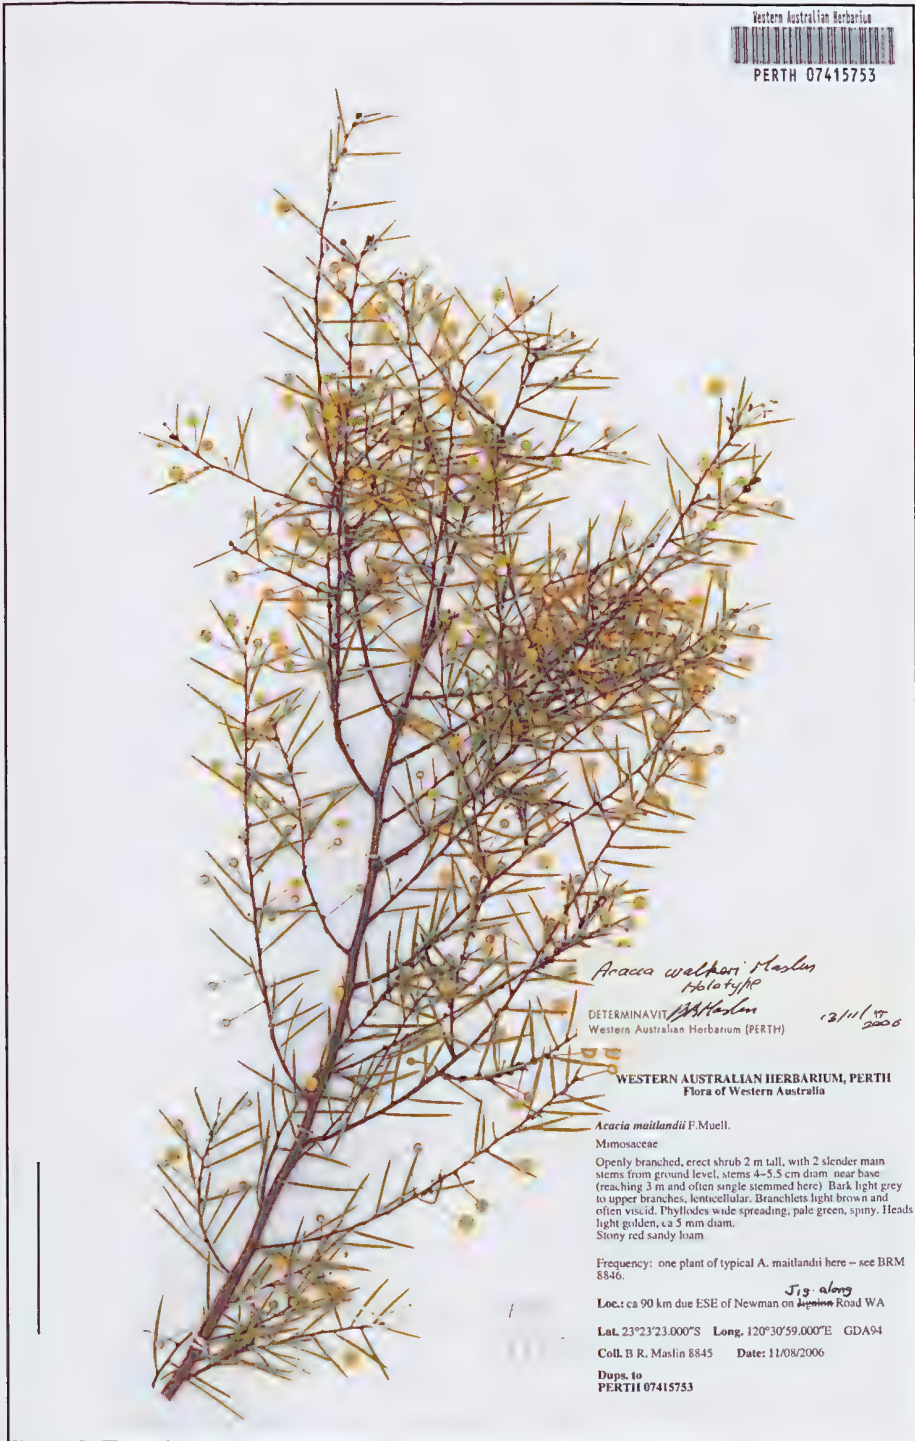 Western Australian Herbarium
PERTH 07415753
Acacia walkeri Maslin
Holotype
DETERMINAVIT BRMaslin
Western Australian Herbarium (PERTH)
2006
WESTERN AUSTRALIAN HERBARIUM, PERTH
Flora of Western Australia
Acacia maitlandii F.Muell.
Mimosaceae
Openly branched, erect shrub 2 m tall, with 2 slender main
stems from ground level, stems 4–5.5 cm diam near base
(reaching 3 m and often single stemmed here) Bark light grey
to upper branches, lenticellular. Branchlets light brown and
often viscid. Phyllodes wide spreading, pale green, spiny. Heads
light golden, ca 5 mm diam.
Stony red sandy loam
Frequency: one plant of typical A. maitlandii here – see BRM
8846.
Jigalong
Loc.: ca 90 km due ESE of Newman on Road WA
Lat. 23°23'23.000"S Long. 120°30'59.000"E GDA94
Coll. B R. Maslin 8845 Date: 11/08/2006
Dups. to
PERTH 07415753